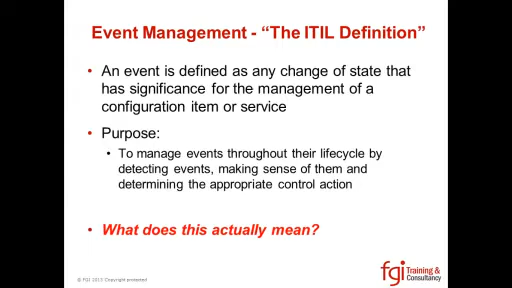 Event Management - “The ITIL Definition”
• An event is defined as any change of state that
has significance for the management of a
configuration item or service
• Purpose:
• To manage events throughout their lifecycle by
detecting events, making sense of them and
determining the appropriate control action
• What does this actually mean?
© FGI 2013 Copyright protected
fgi Training &
Consultancy